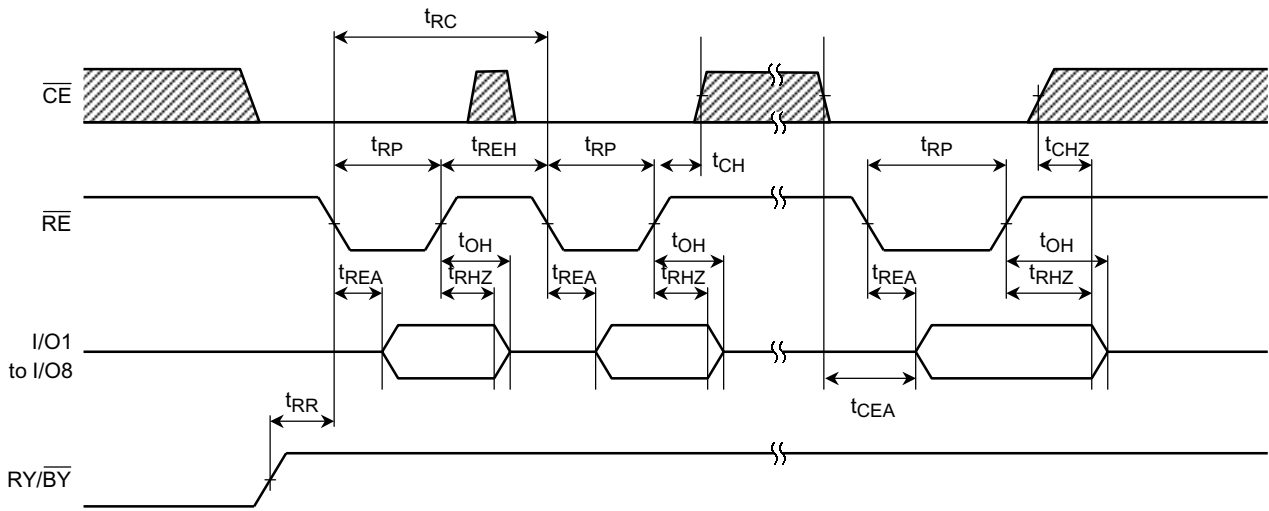 tRC
CE
tRP
tREH
tRP
tCH
tRP
tCHZ
RE
tOH
tOH
tOH
tREA
tRHZ
tREA
tRHZ
tREA
tRHZ
I/O1
to I/O8
tRR
tCEA
RY/BY